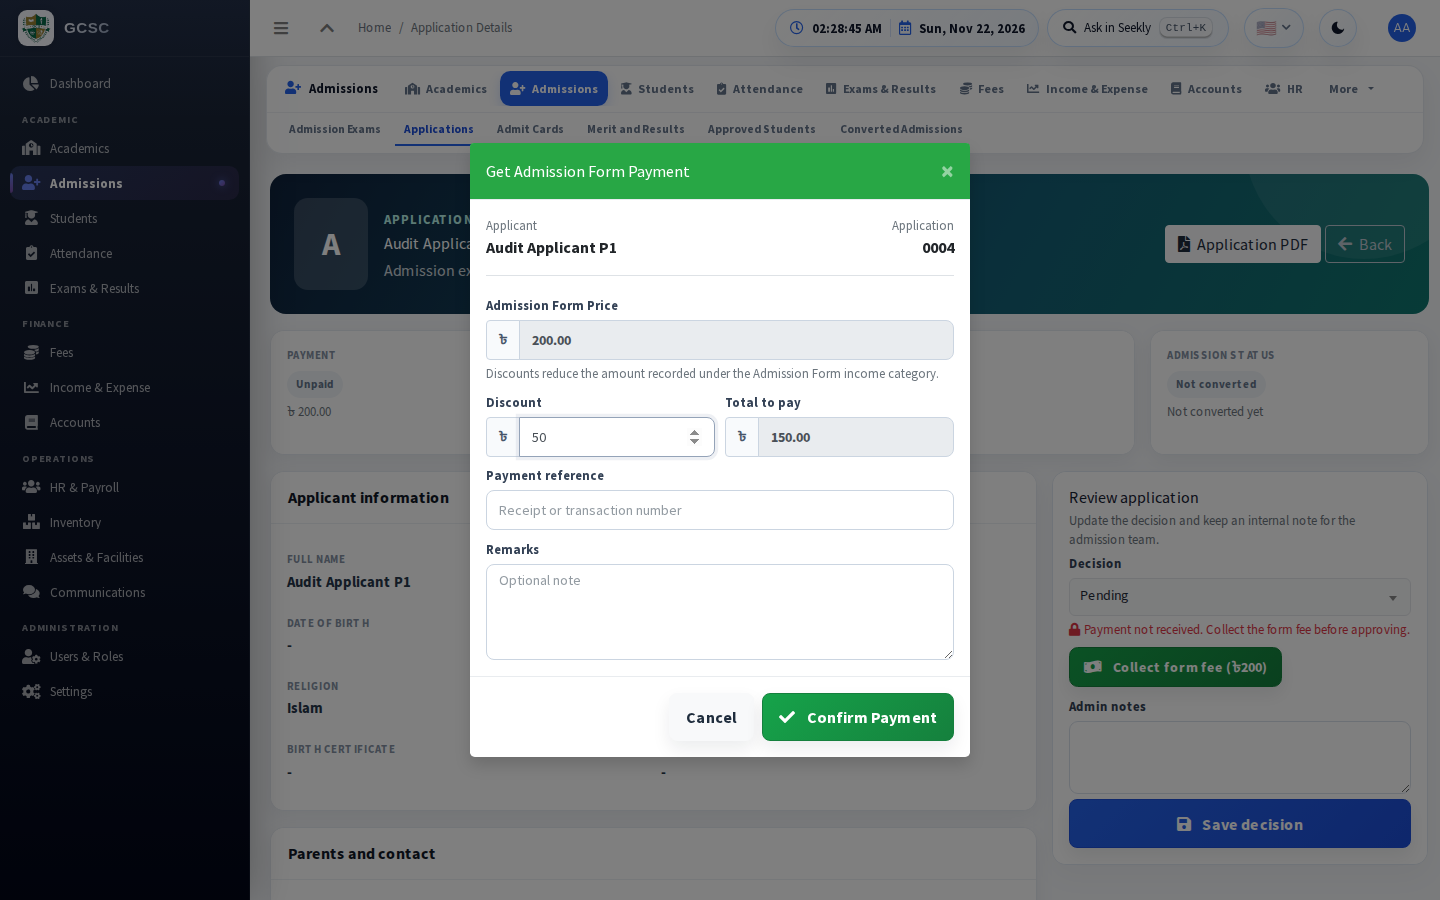 GCSC
Home / Application Details
02:28:45 AM
Sun, Nov 22, 2026
Ask in Seekly
Ctrl+K
AA
Dashboard
ACADEMIC
Academics
Admissions
Students
Attendance
Exams & Results
FINANCE
Fees
Income & Expense
Accounts
OPERATIONS
HR & Payroll
Inventory
Assets & Facilities
Communications
ADMINISTRATION
Users & Roles
Settings
Admissions
Academics
Admissions
Students
Attendance
Exams & Results
Fees
Income & Expense
Accounts
HR
More
Admission Exams
Applications
Admit Cards
Merit and Results
Approved Students
Converted Admissions
A
APPLICATION
Audit Applica
Admission ex
Application PDF
Back
PAYMENT
Unpaid
৳ 200.00
ADMISSION STATUS
Not converted
Not converted yet
Applicant information
FULL NAME
Audit Applicant P1
DATE OF BIRTH
-
RELIGION
Islam
BIRTH CERTIFICATE
-
-
Parents and contact
Review application
Update the decision and keep an internal note for the
admission team.
Decision
Pending
Payment not received. Collect the form fee before approving.
Collect form fee (৳200)
Admin notes
Save decision
Get Admission Form Payment
×
Applicant
Application
Audit Applicant P1
0004
Admission Form Price
৳ 200.00
Discounts reduce the amount recorded under the Admission Form income category.
Discount
Total to pay
৳ 50
৳ 150.00
Payment reference
Receipt or transaction number
Remarks
Optional note
Cancel
Confirm Payment